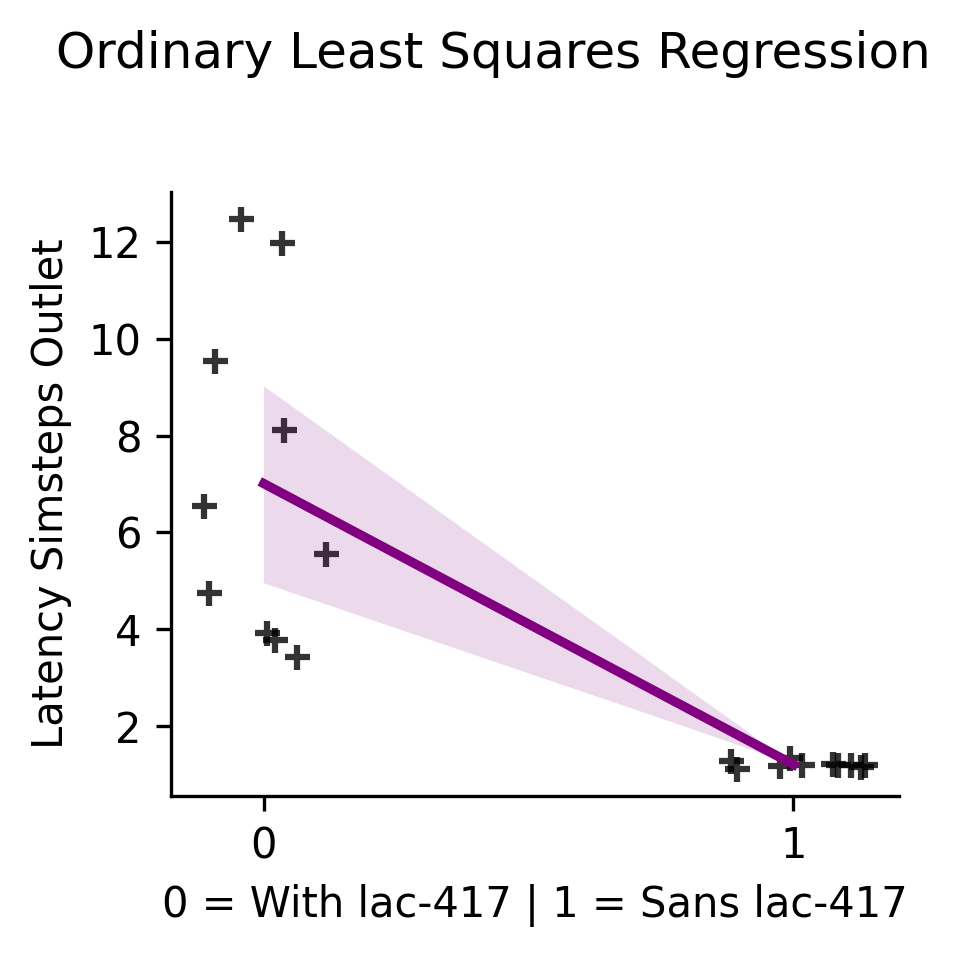 Ordinary Least Squares Regression
Latency Simsteps Outlet
12
10
8
6
4
2
0
1
0 = With lac-417 | 1 = Sans lac-417